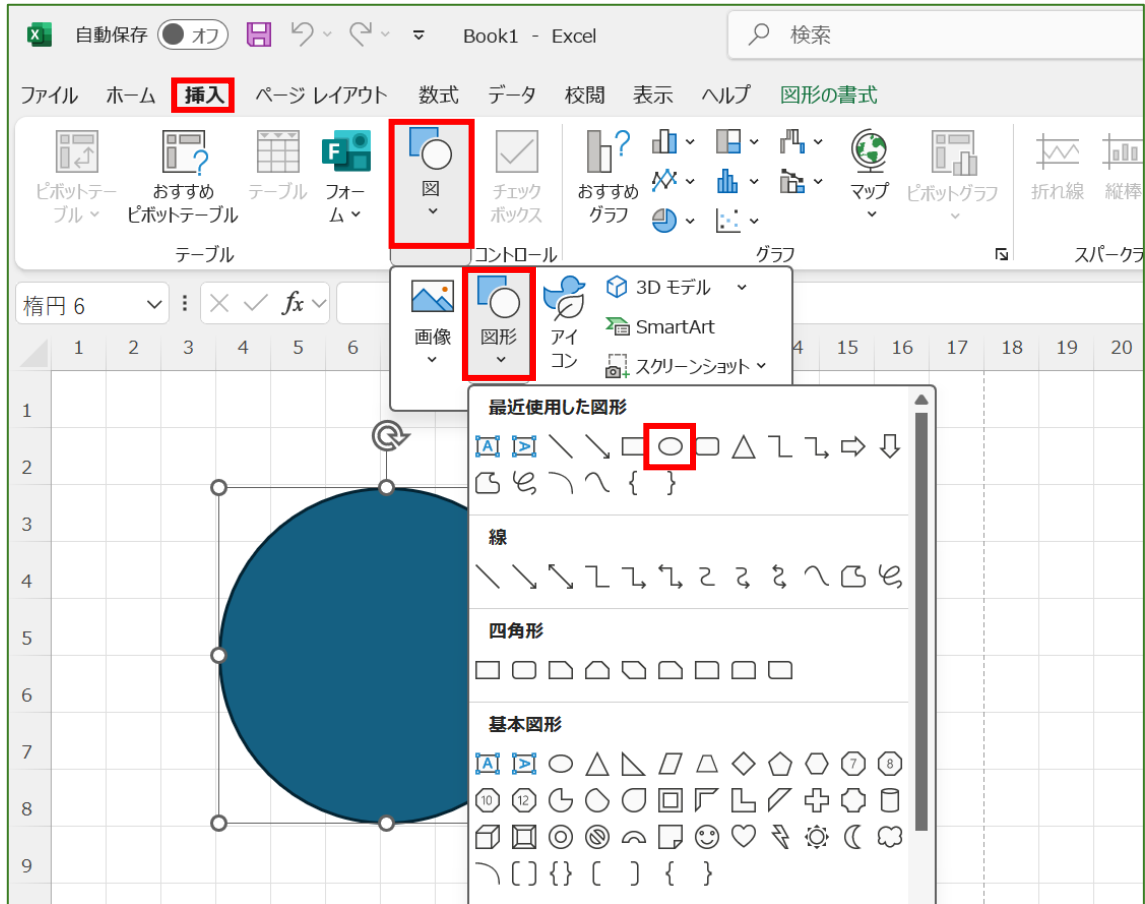 自動保存 オフ Book1 - Excel 検索
ファイル ホーム 挿入 ページ レイアウト 数式 データ 校閲 表示 ヘルプ 図形の書式
ピボットテー
ブル
おすすめ
ピボットテーブル
テーブル
フォー
ム
図
チェック
ボックス
おすすめ
グラフ
マップ
ピボットグラフ
折れ線
縦棒
テーブル
コントロール
グラフ
スパークラ
楕円 6
fx
画像
図形
アイ
コン
3D モデル
SmartArt
スクリーンショット
1 2 3 4 5 6 4 15 16 17 18 19 20
1
2
3
4
5
6
7
8
9
最近使用した図形
A A
{ }
線
四角形
基本図形
A A 7 8
10 12
{} [ ] { }